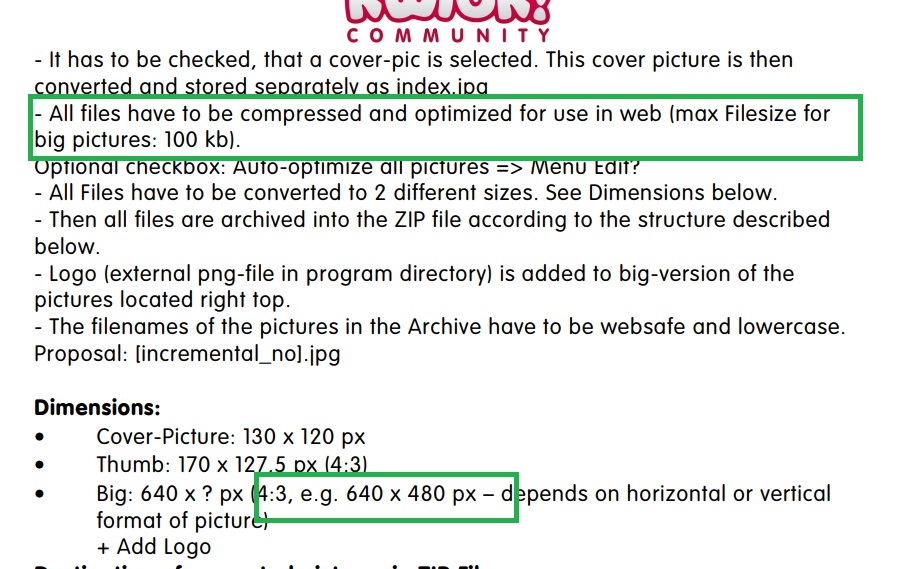 COMMUNITY
- It has to be checked, that a cover-pic is selected. This cover picture is then
converted and stored separately as index.jpg
- All files have to be compressed and optimized for use in web (max Filesize for
big pictures: 100 kb).
Optional checkbox: Auto-optimize all pictures => Menu Edit?
- All Files have to be converted to 2 different sizes. See Dimensions below.
- Then all files are archived into the ZIP file according to the structure described
below.
- Logo (external png-file in program directory) is added to big-version of the
pictures located right top.
- The filenames of the pictures in the Archive have to be websafe and lowercase.
Proposal: [incremental_no].jpg
Dimensions:
• Cover-Picture: 130 x 120 px
• Thumb: 170 x 127,5 px (4:3)
• Big: 640 x ? px (4:3, e.g. 640 x 480 px – depends on horizontal or vertical
format of picture)
+ Add Logo